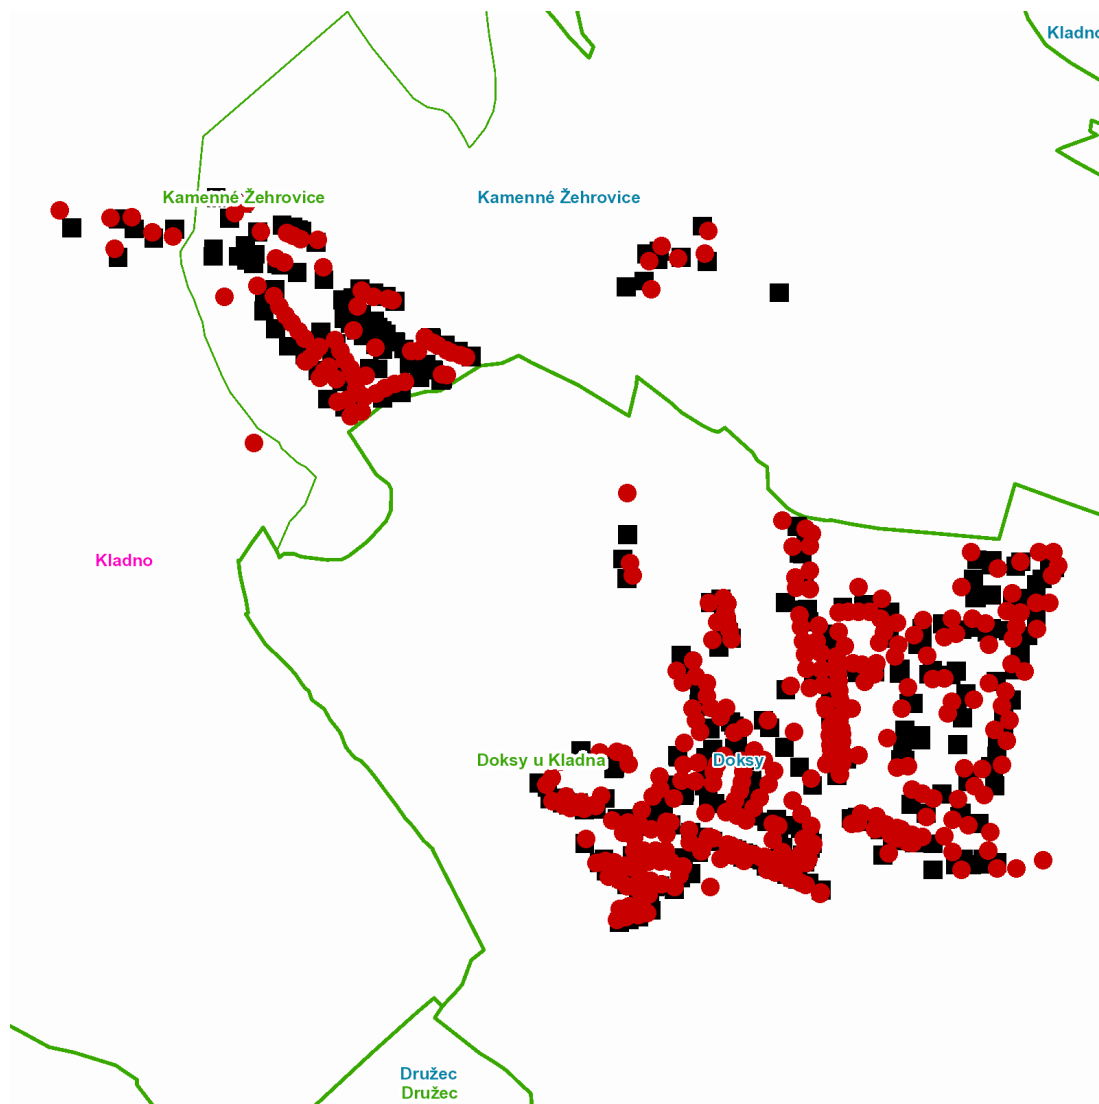 Kladno
Kamenné Žehrovice
Kamenné Žehrovice
Kladno
Doksy u Kladna
Doksy
Družec
Družec